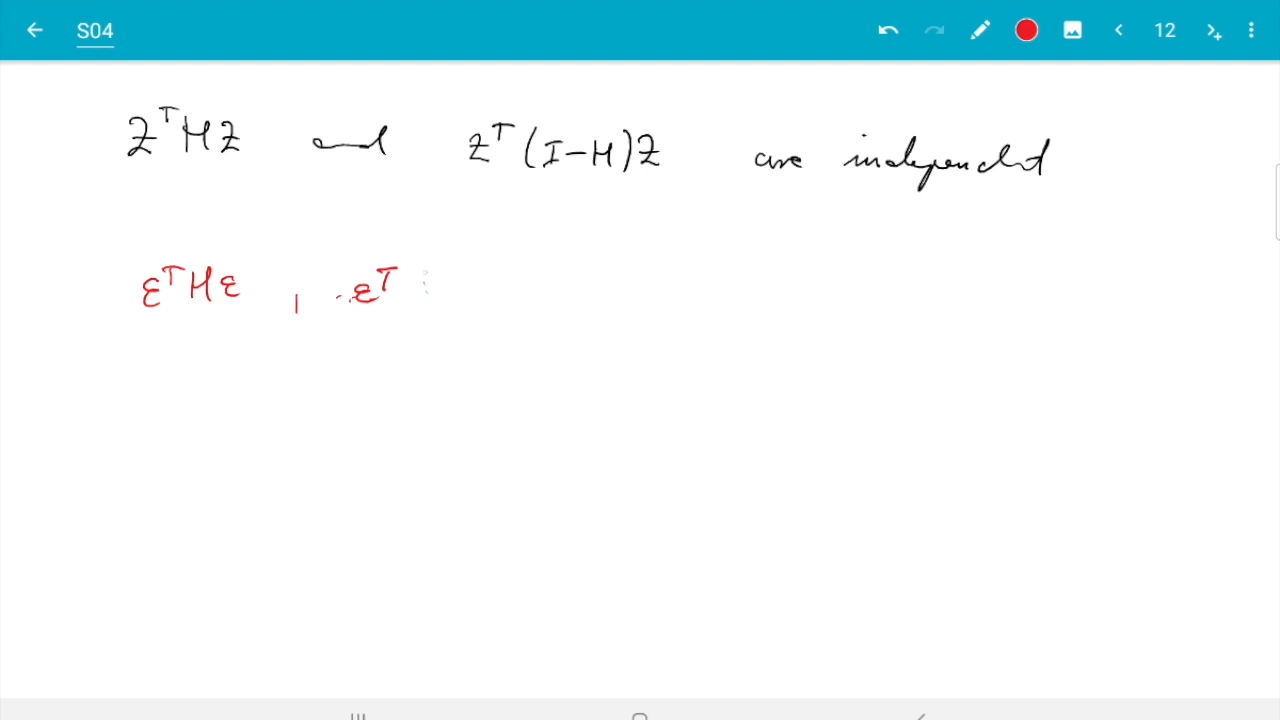 S04 12
Z^T H Z and Z^T (I-H) Z are independent
ε^T H ε , ε^T